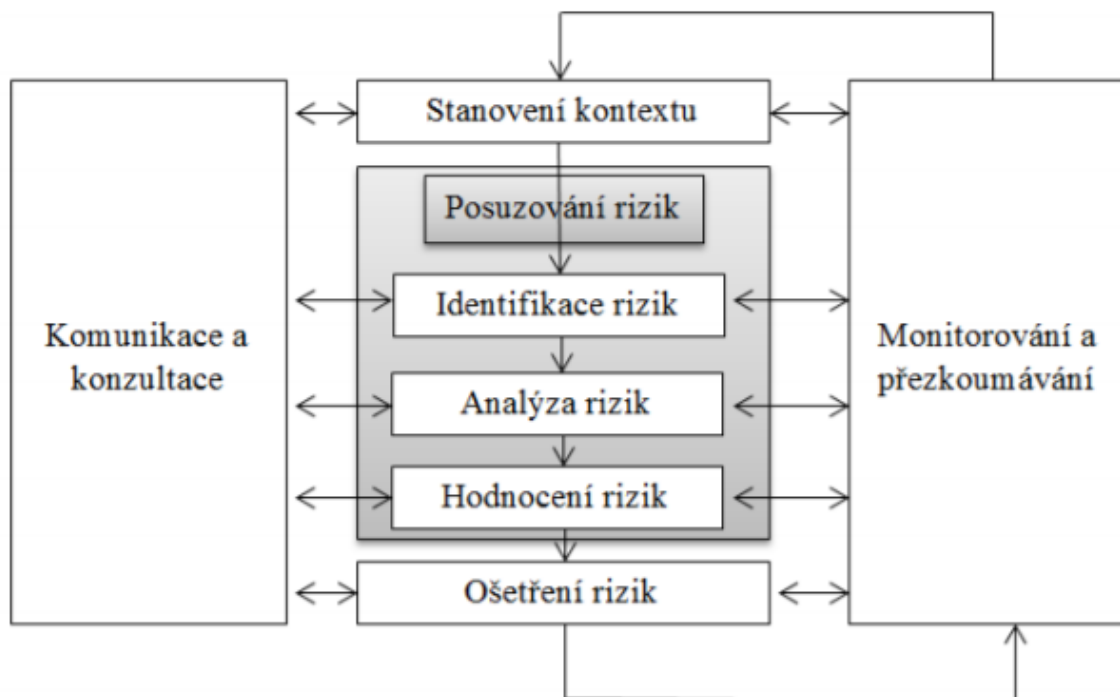 Stanovení kontextu
Posuzování rizik
Identifikace rizik
Komunikace a
konzultace
Monitorování a
přezkoumávání
Analýza rizik
Hodnocení rizik
Ošetření rizik